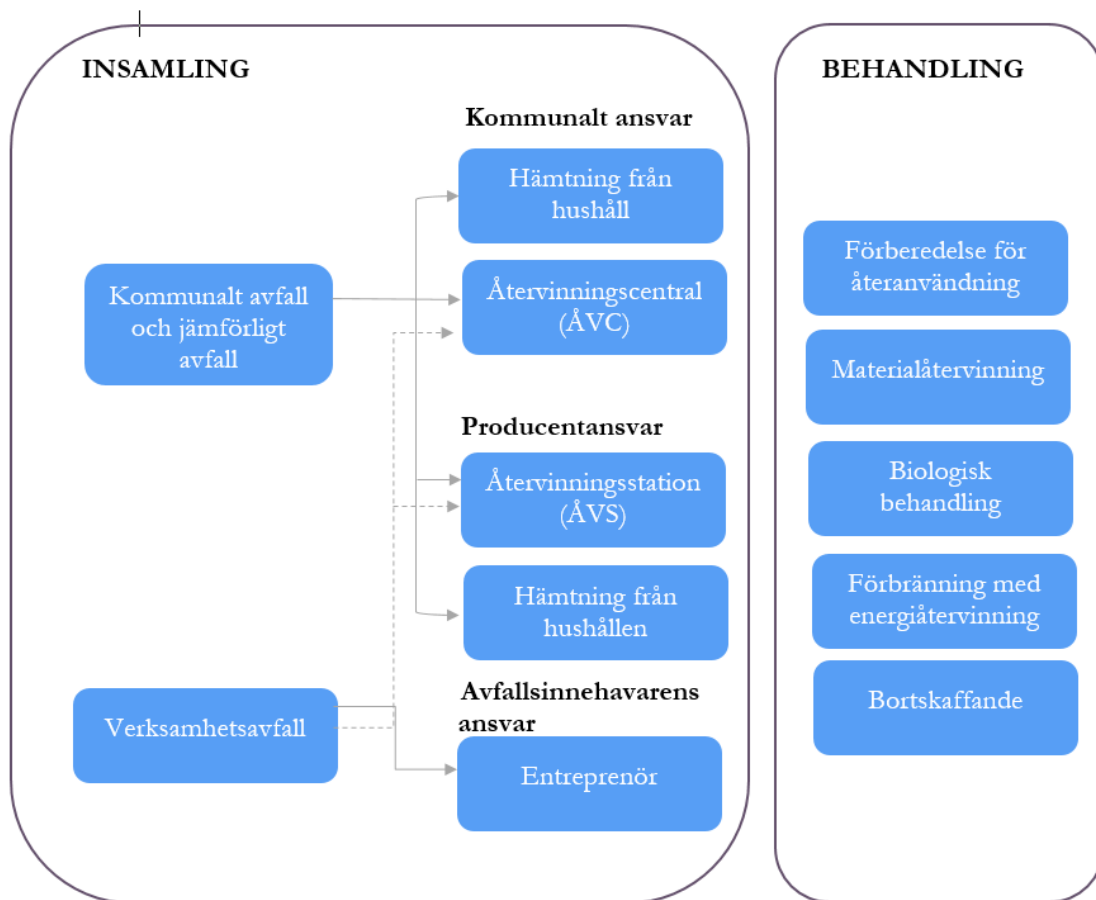 INSAMLING
Kommunalt avfall
och jämförligt
avfall
Verksamhetsavfall
Kommunalt ansvar
Hämtning från
hushåll
Återvinningscentral
(ÅVC)
Producentansvar
Återvinningsstation
(ÅVS)
Hämtning från
hushållen
Avfallsinnehavarens
ansvar
Entreprenör
BEHANDLING
Förberedelse för
återanvändning
Materialåtervinning
Biologisk
behandling
Förbränning med
energiåtervinning
Bortskaffande